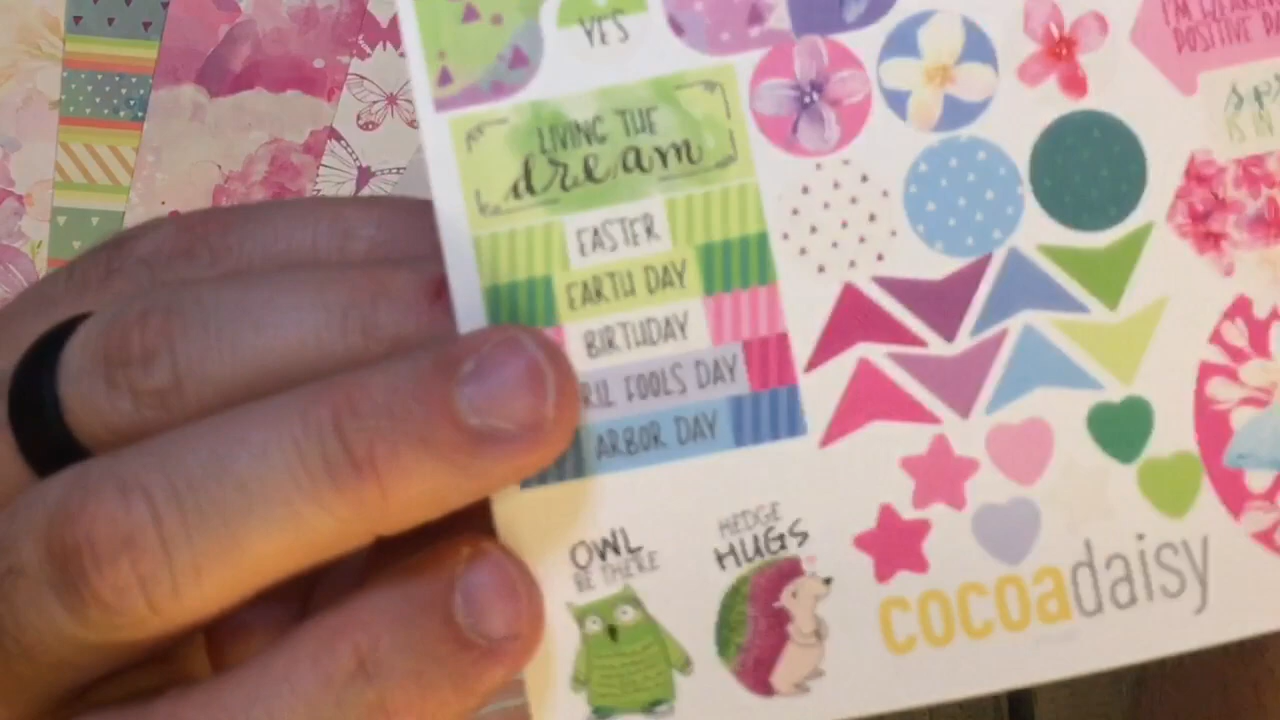 YES
I'M
POSITIVE
LIVING THE
dream
EASTER
EARTH DAY
BIRTHDAY
RIL FOOLS DAY
ARBOR DAY
OWL
BE THERE
HEDGE
HUGS
cocoadaisy